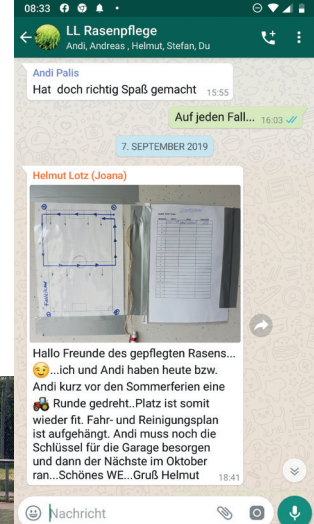 08:33
LL Rasenpflege
Andi, Andreas , Helmut, Stefan, Du
Andi Palis
Hat doch richtig Spaß gemacht 15:55
Auf jeden Fall... 16:03
7. SEPTEMBER 2019
Helmut Lotz (Joana)
Hallo Freunde des gepflegten Rasens...
😉...ich und Andi haben heute bzw.
Andi kurz vor den Sommerferien eine
🚜 Runde gedreht..Platz ist somit
wieder fit. Fahr- und Reinigungsplan
ist aufgehängt. Andi muss noch die
Schlüssel für die Garage besorgen
und dann der Nächste im Oktober
ran...Schönes WE...Gruß Helmut 18:41
Nachricht